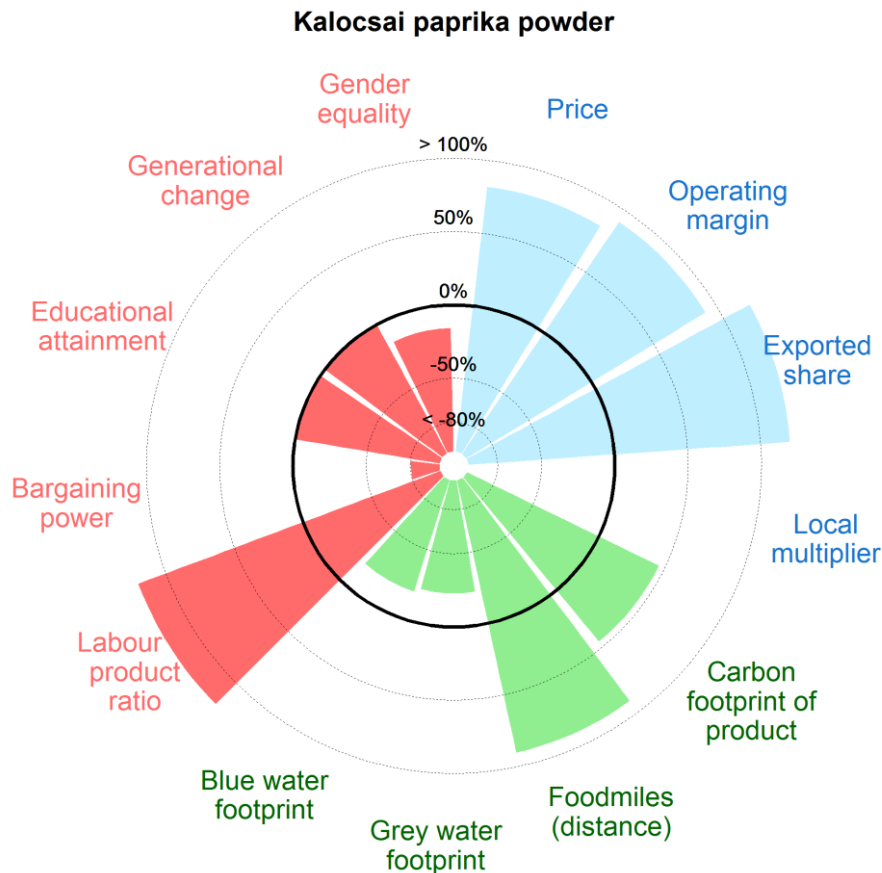 Kalocsai paprika powder
Gender
equality
Price
> 100%
Generational
change
Operating
margin
50%
0%
Educational
attainment
Exported
share
-50%
< -80%
Bargaining
power
Local
multiplier
Labour
product
ratio
Carbon
footprint of
product
Blue water
footprint
Foodmiles
(distance)
Grey water
footprint